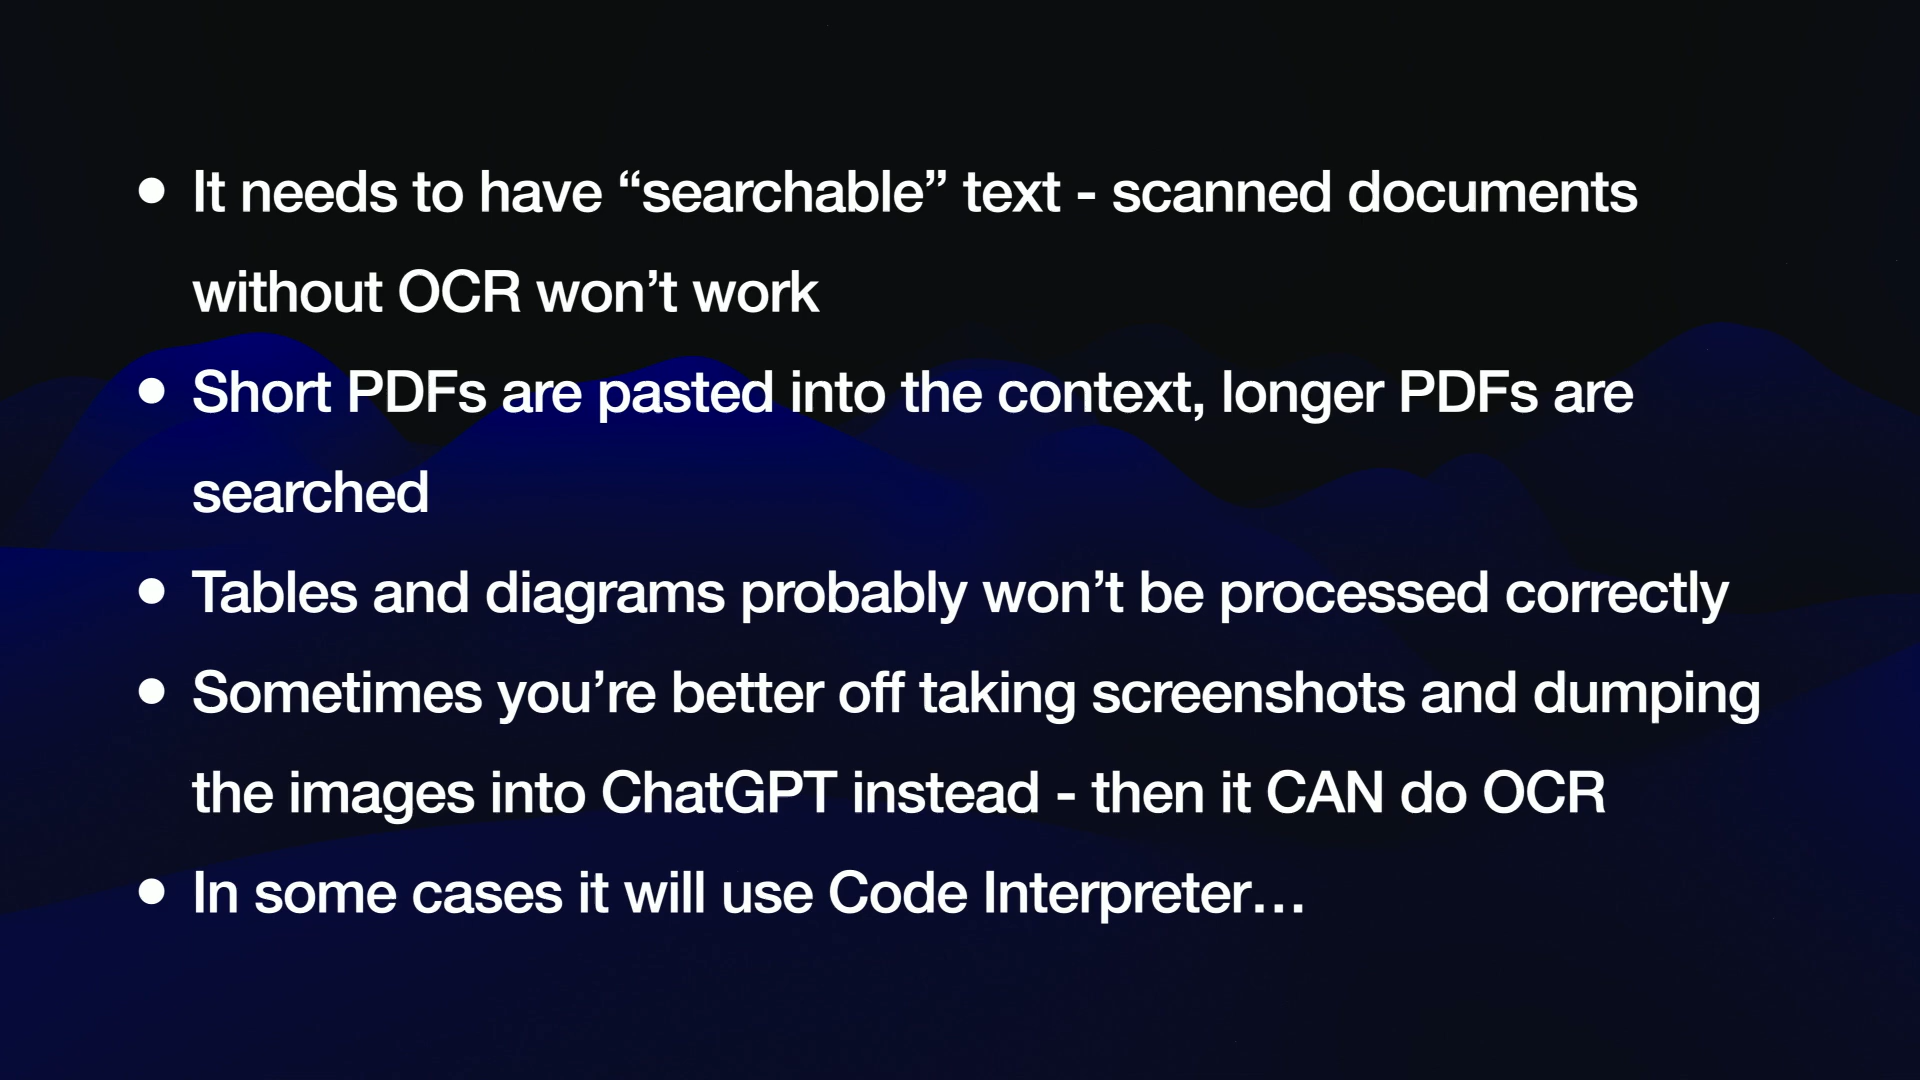 • It needs to have “searchable” text - scanned documents
without OCR won’t work
• Short PDFs are pasted into the context, longer PDFs are
searched
• Tables and diagrams probably won’t be processed correctly
• Sometimes you’re better off taking screenshots and dumping
the images into ChatGPT instead - then it CAN do OCR
• In some cases it will use Code Interpreter…